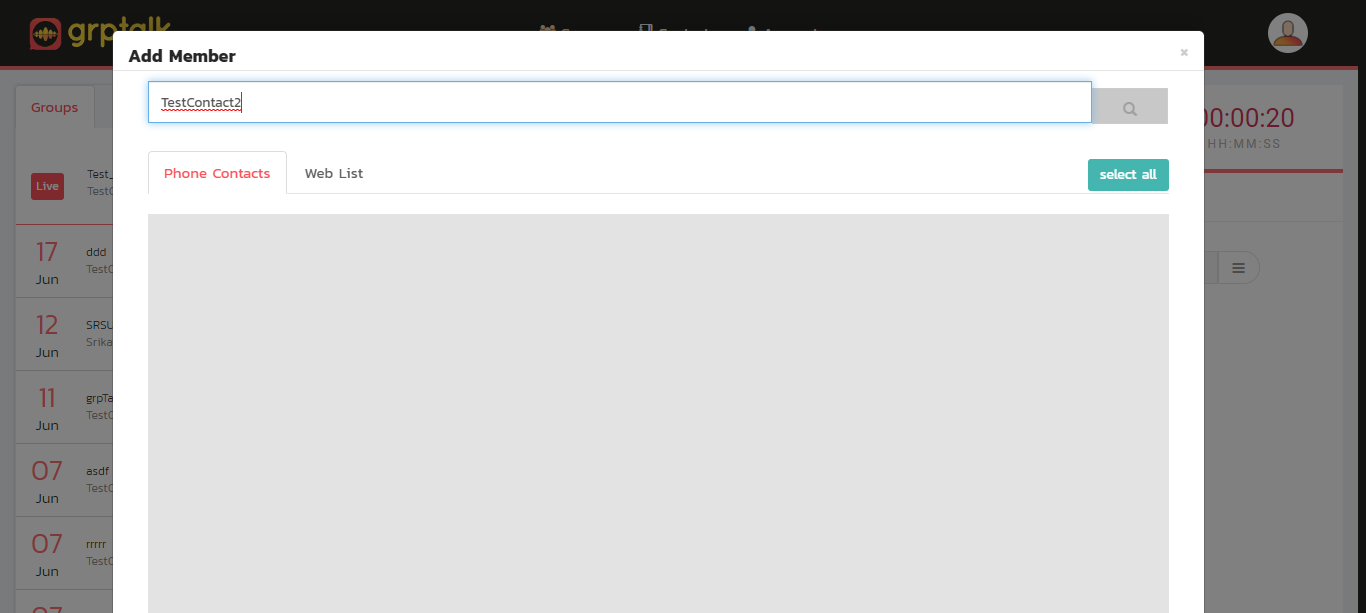 grptalk
Add Member
×
TestContact2
Groups
00:00:20
HH:MM:SS
Phone Contacts
Web List
select all
Live
Test_
TestC
17
Jun
ddd
TestC
12
Jun
SRSU
Srika
11
Jun
grpTa
TestC
07
Jun
asdf
TestC
07
Jun
rrrrr
TestC
07